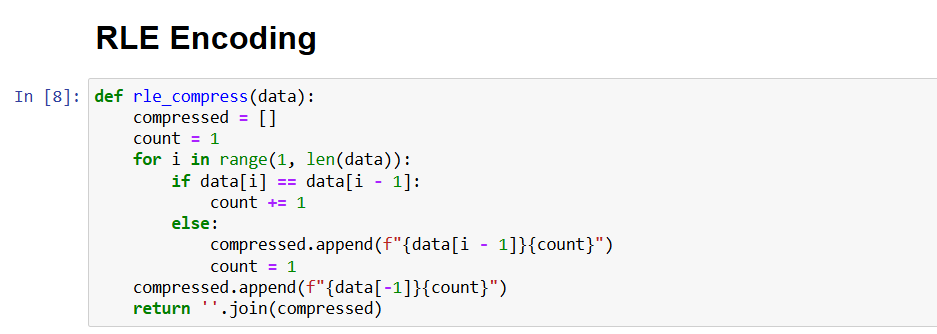 RLE Encoding
In [8]: def rle_compress(data):
    compressed = []
    count = 1
    for i in range(1, len(data)):
        if data[i] == data[i - 1]:
            count += 1
        else:
            compressed.append(f"{data[i - 1]}{count}")
            count = 1
    compressed.append(f"{data[-1]}{count}")
    return ''.join(compressed)